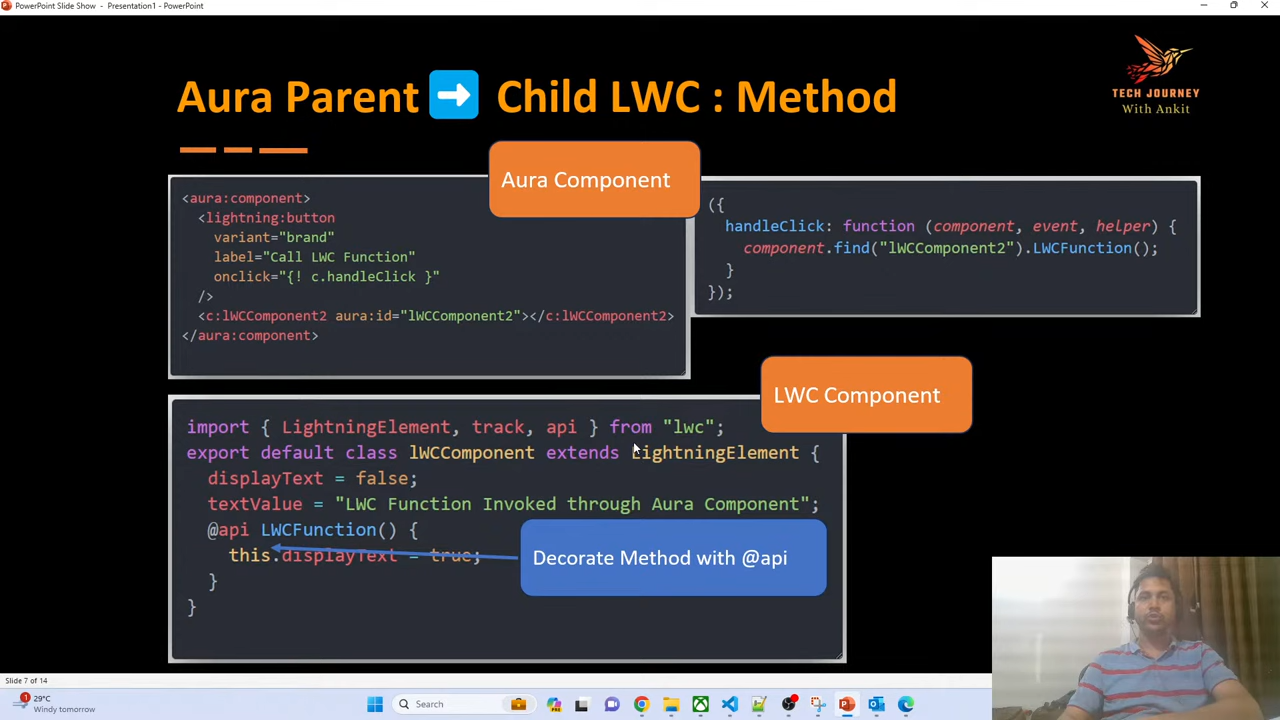 PowerPoint Slide Show - Presentation1 - PowerPoint
Aura Parent ➡ Child LWC : Method
TECH JOURNEY
With Ankit
Aura Component
<aura:component>
<lightning:button
variant="brand"
label="Call LWC Function"
onclick="{! c.handleClick }"
/>
<c:lWCComponent2 aura:id="lWCComponent2"></c:lWCComponent2>
</aura:component>
({
handleClick: function (component, event, helper) {
component.find("lWCComponent2").LWCFunction();
}
});
LWC Component
import { LightningElement, track, api } from "lwc";
export default class lWCComponent extends LightningElement {
displayText = false;
textValue = "LWC Function Invoked through Aura Component";
@api LWCFunction() {
this.displayText = true;
}
}
Decorate Method with @api
Slide 7 of 14
1
29°C
Windy tomorrow
Search